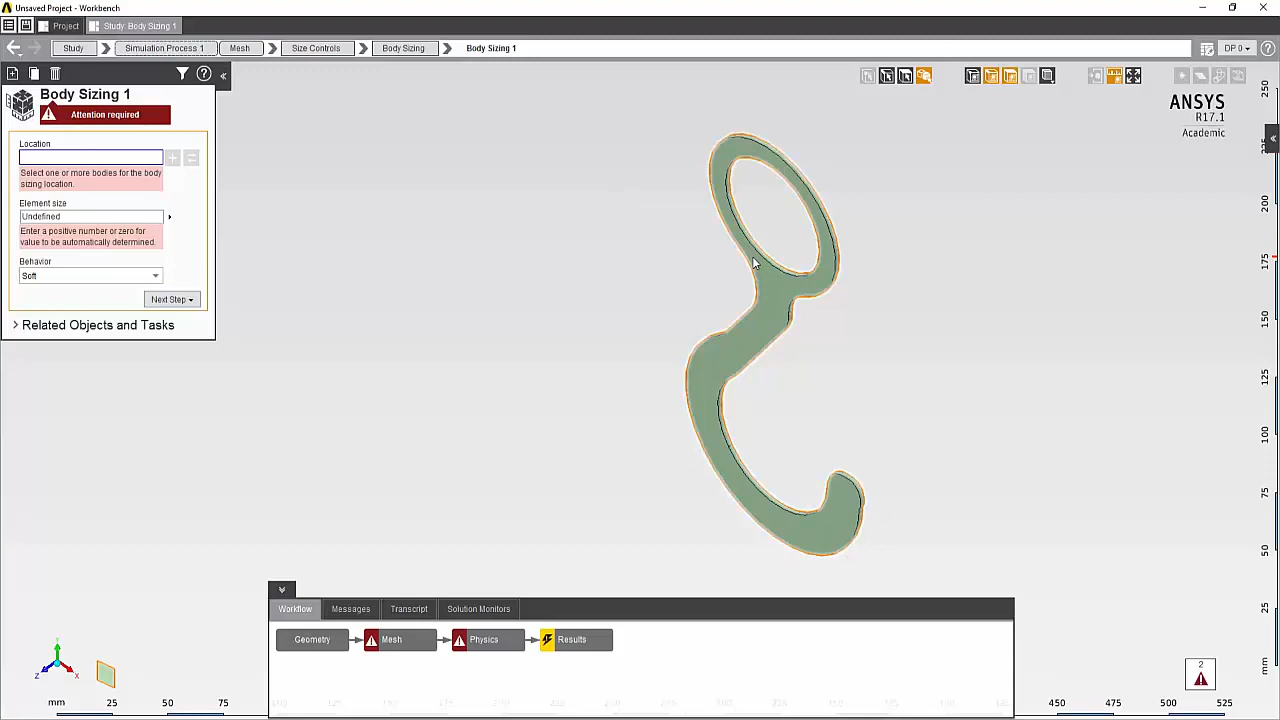 Unsaved Project - Workbench
Project
Study: Body Sizing 1
Study
Simulation Process 1
Mesh
Size Controls
Body Sizing
Body Sizing 1
DP 0
Body Sizing 1
Attention required
Location
Select one or more bodies for the body
sizing location.
Element size
Undefined
Enter a positive number or zero for
value to be automatically determined.
Behavior
Soft
Next Step
Related Objects and Tasks
ANSYS
R17.1
Academic
250
200
175
150
125
100
75
50
25
mm
Workflow
Messages
Transcript
Solution Monitors
Geometry
Mesh
Physics
Results
2
Y
Z
X
mm
25
50
75
450
475
500
525